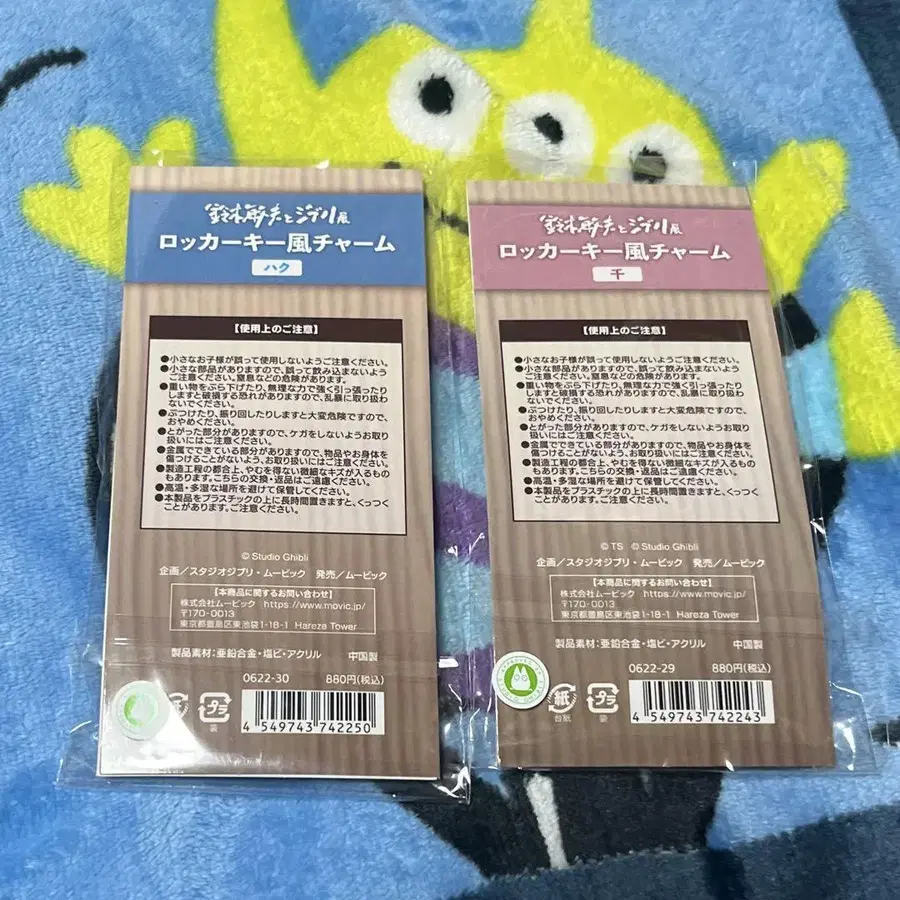 鈴木敏夫とジブリ展
ロッカーキー風チャーム
ハク
【使用上のご注意】
●小さなお子様が誤って使用しないようご注意ください。
●小さな部品がありますので、誤って飲み込まないよう
ご注意ください。窒息などの危険があります。
●重い物をぶら下げたり、無理な力で強く引っ張ったり
しますと破損する恐れがありますので、乱暴に取り扱わ
ないでください。
●ぶつけたり、振り回したりしますと大変危険ですので、
おやめください。
●とがった部分がありますので、ケガをしないようお取り
扱いにはご注意ください。
●金属でできている部分がありますので、物品やお身体を
傷つけることがないよう、お取り扱いにはご注意ください。
●製造工程の都合上、やむを得ない微細なキズが入るもの
もあります。こちらの交換・返品はご遠慮ください。
●高温・多湿な場所を避けて保管してください。
●本製品をプラスチックの上に長時間置きますと、くっつく
ことがあります。ご注意ください。
© Studio Ghibli
企画／スタジオジブリ・ムービック 発売／ムービック
【本商品に関するお問い合わせ】
株式会社ムービック https://www.movic.jp/
〒170-0013
東京都豊島区東池袋1-18-1 Hareza Tower
製品素材：亜鉛合金・塩ビ・アクリル 中国製
0622-30 880円(税込)
プラ
袋
4 549743 742250
鈴木敏夫とジブリ展
ロッカーキー風チャーム
千
【使用上のご注意】
●小さなお子様が誤って使用しないようご注意ください。
●小さな部品がありますので、誤って飲み込まないよう
ご注意ください。窒息などの危険があります。
●重い物をぶら下げたり、無理な力で強く引っ張ったり
しますと破損する恐れがありますので、乱暴に取り扱わ
ないでください。
●ぶつけたり、振り回したりしますと大変危険ですので、
おやめください。
●とがった部分がありますので、ケガをしないようお取り
扱いにはご注意ください。
●金属でできている部分がありますので、物品やお身体を
傷つけることがないよう、お取り扱いにはご注意ください。
●製造工程の都合上、やむを得ない微細なキズが入るもの
もあります。こちらの交換・返品はご遠慮ください。
●高温・多湿な場所を避けて保管してください。
●本製品をプラスチックの上に長時間置きますと、くっつく
ことがあります。ご注意ください。
© TS © Studio Ghibli
企画／スタジオジブリ・ムービック 発売／ムービック
【本商品に関するお問い合わせ】
株式会社ムービック https://www.movic.jp/
〒170-0013
東京都豊島区東池袋1-18-1 Hareza Tower
製品素材：亜鉛合金・塩ビ・アクリル 中国製
0622-29 880円(税込)
紙
台紙
プラ
袋
4 549743 742243